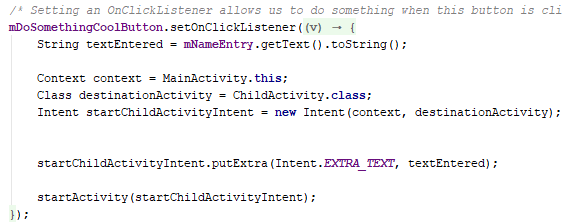 /* Setting an OnClickListener allows us to do something when this button is cli
mDoSomethingCoolButton.setOnClickListener((v) → {
String textEntered = mNameEntry.getText().toString();
Context context = MainActivity.this;
Class destinationActivity = ChildActivity.class;
Intent startChildActivityIntent = new Intent(context, destinationActivity);
startChildActivityIntent.putExtra(Intent.EXTRA_TEXT, textEntered);
startActivity(startChildActivityIntent);
});